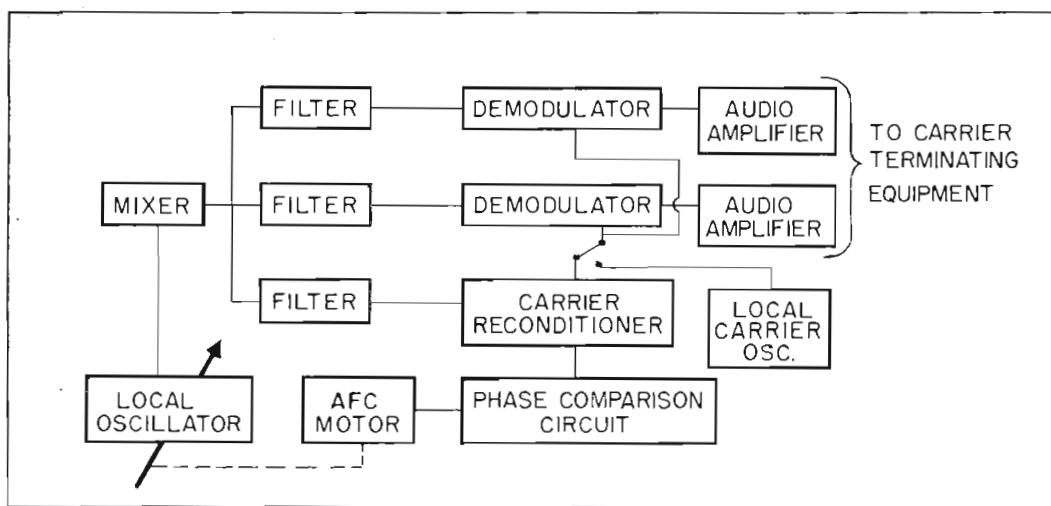 FILTER
DEMODULATOR
AUDIO
AMPLIFIER
TO CARRIER
TERMINATING
EQUIPMENT
MIXER
FILTER
DEMODULATOR
AUDIO
AMPLIFIER
FILTER
CARRIER
RECONDITIONER
LOCAL
CARRIER
OSC.
LOCAL
OSCILLATOR
AFC
MOTOR
PHASE COMPARISON
CIRCUIT